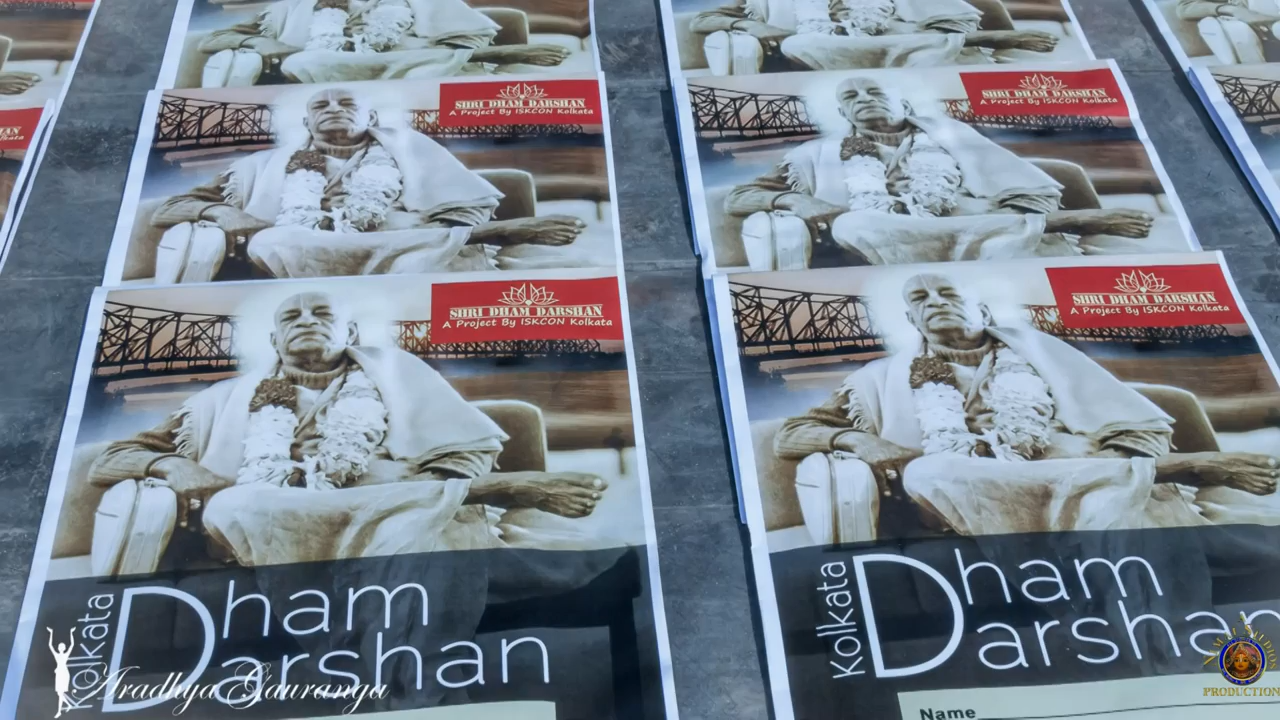 SHRI DHAM DARSHAN
A Project By ISKCON Kolkata
SHRI DHAM DARSHAN
A Project By ISKCON Kolkata
SHRI DHAM DARSHAN
A Project By ISKCON Kolkata
SHRI DHAM DARSHAN
A Project By ISKCON Kolkata
Kolkata
Dham
Darshan
Kolkata
Dham
Darshan
Aradhya Gauranga
PRODUCTION
Name